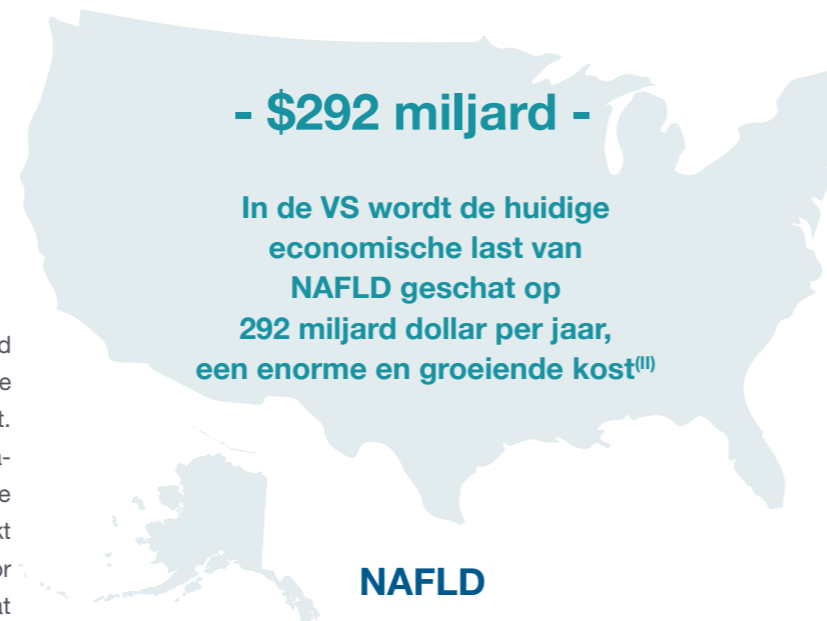 - $292 miljard -
In de VS wordt de huidige
economische last van
NAFLD geschat op
292 miljard dollar per jaar,
een enorme en groeiende kost(II)
NAFLD